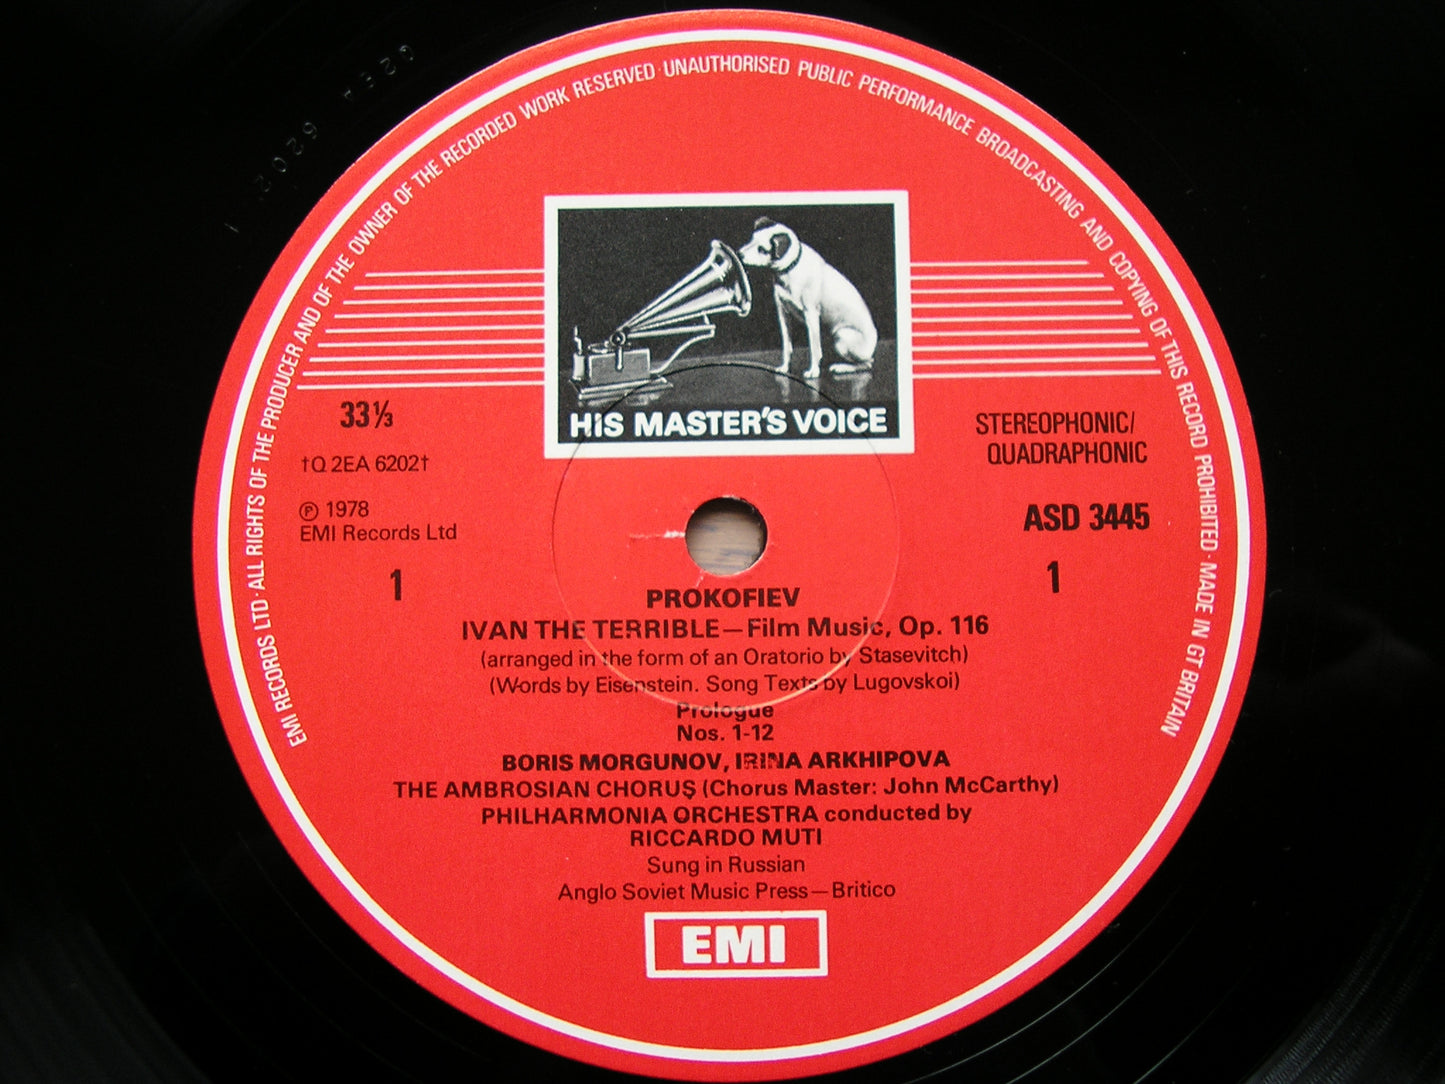 EMI RECORDS LTD · ALL RIGHTS OF THE PRODUCER AND OF THE OWNER OF THE RECORDED WORK RESERVED · UNAUTHORISED PUBLIC PERFORMANCE BROADCASTING AND COPYING OF THIS RECORD PROHIBITED · MADE IN GT BRITAIN
HIS MASTER'S VOICE
33⅓
STEREOPHONIC/
QUADRAPHONIC
†Q 2EA 6202†
℗ 1978
EMI Records Ltd
ASD 3445
1
1
PROKOFIEV
IVAN THE TERRIBLE—Film Music, Op. 116
(arranged in the form of an Oratorio by Stasevitch)
(Words by Eisenstein. Song Texts by Lugovskoi)
Prologue
Nos. 1-12
BORIS MORGUNOV, IRINA ARKHIPOVA
THE AMBROSIAN CHORUS (Chorus Master: John McCarthy)
PHILHARMONIA ORCHESTRA conducted by
RICCARDO MUTI
Sung in Russian
Anglo Soviet Music Press—Britico
EMI